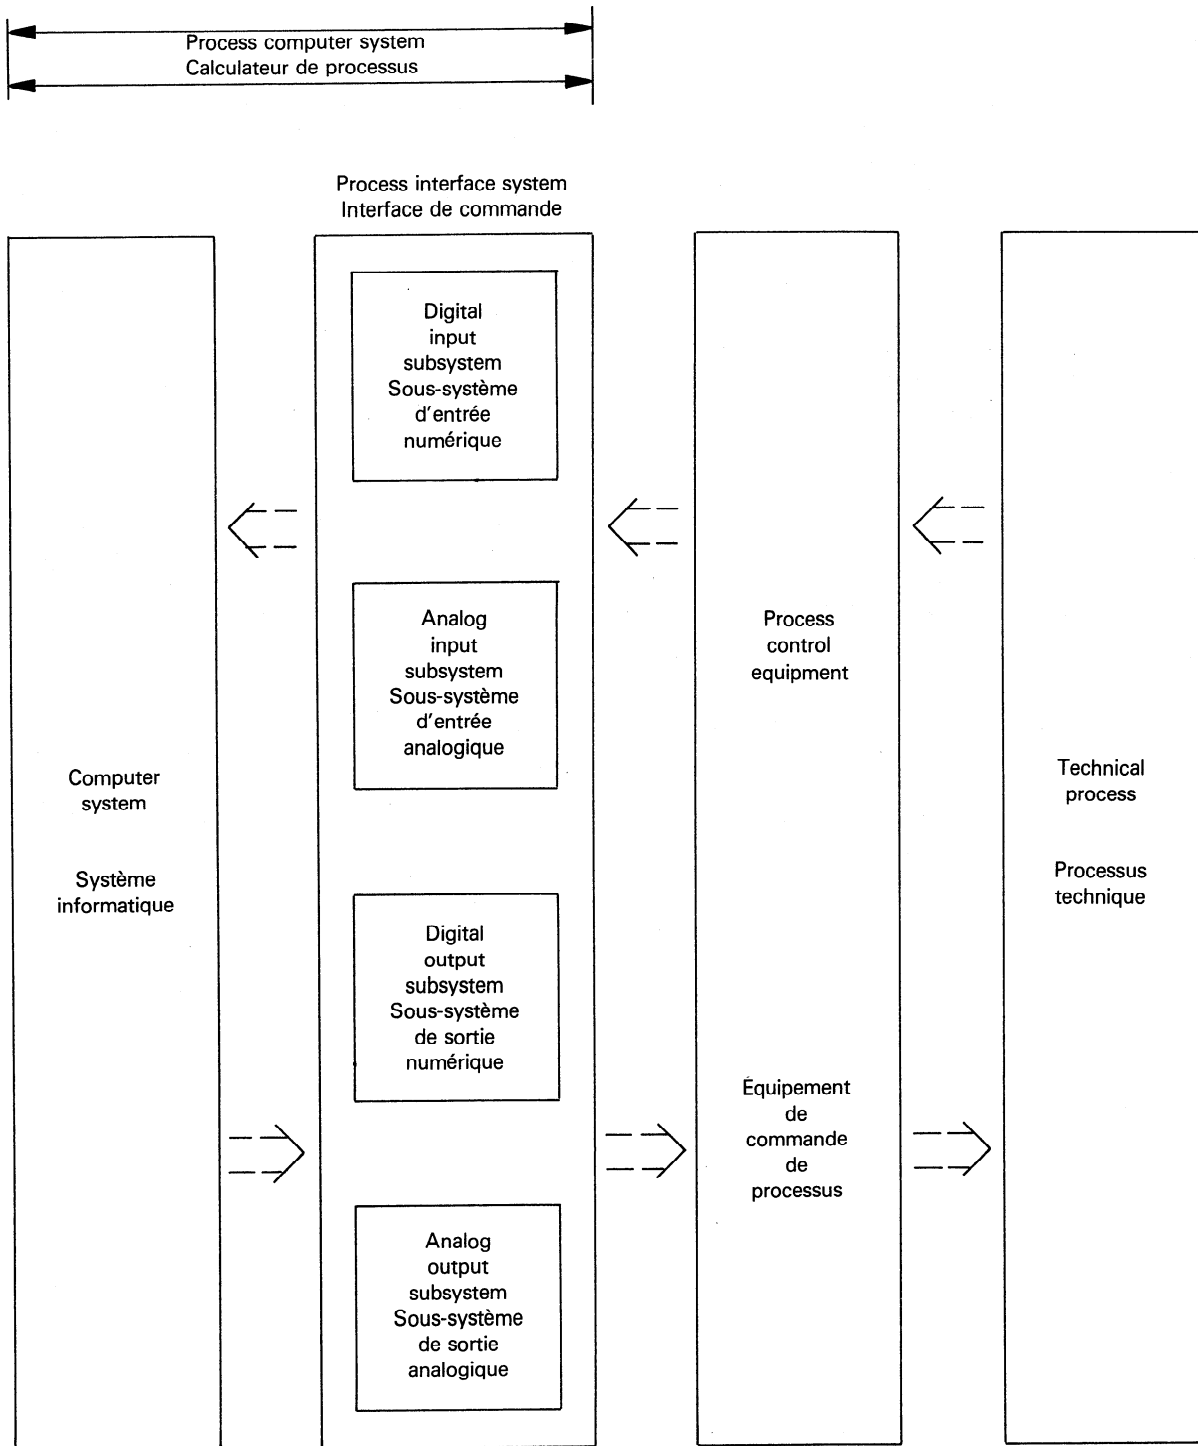 Process computer system
Calculateur de processus
Process interface system
Interface de commande
Digital
input
subsystem
Sous-système
d'entrée
numérique
Analog
input
subsystem
Sous-système
d'entrée
analogique
Process
control
equipment
Computer
system
Système
informatique
Technical
process
Processus
technique
Digital
output
subsystem
Sous-système
de sortie
numérique
Équipement
de
commande
de
processus
Analog
output
subsystem
Sous-système
de sortie
analogique